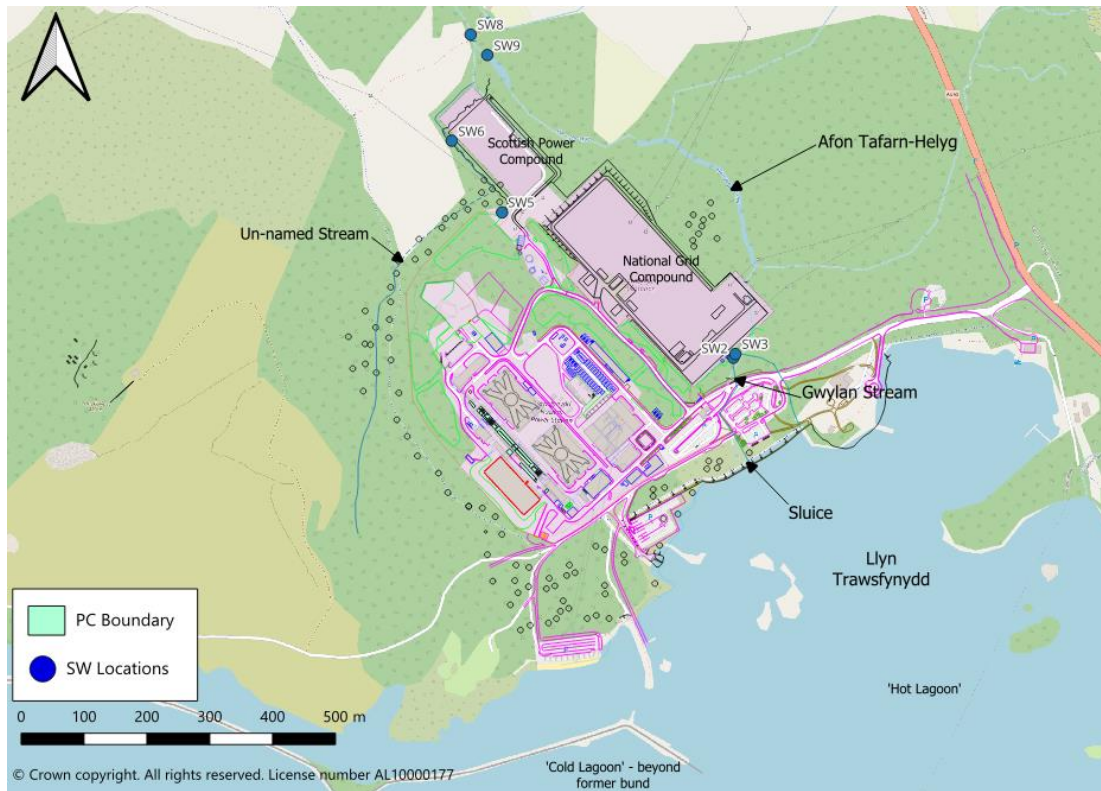 SW8
SW9
SW6
Scottish Power
Compound
SW5
Afon Tafarn-Helyg
Un-named Stream
National Grid
Compound
SW2
SW3
Gwylan Stream
Sluice
Llyn
Trawsfynydd
PC Boundary
SW Locations
'Hot Lagoon'
0 100 200 300 400 500 m
'Cold Lagoon' - beyond
former bund
© Crown copyright. All rights reserved. License number AL10000177